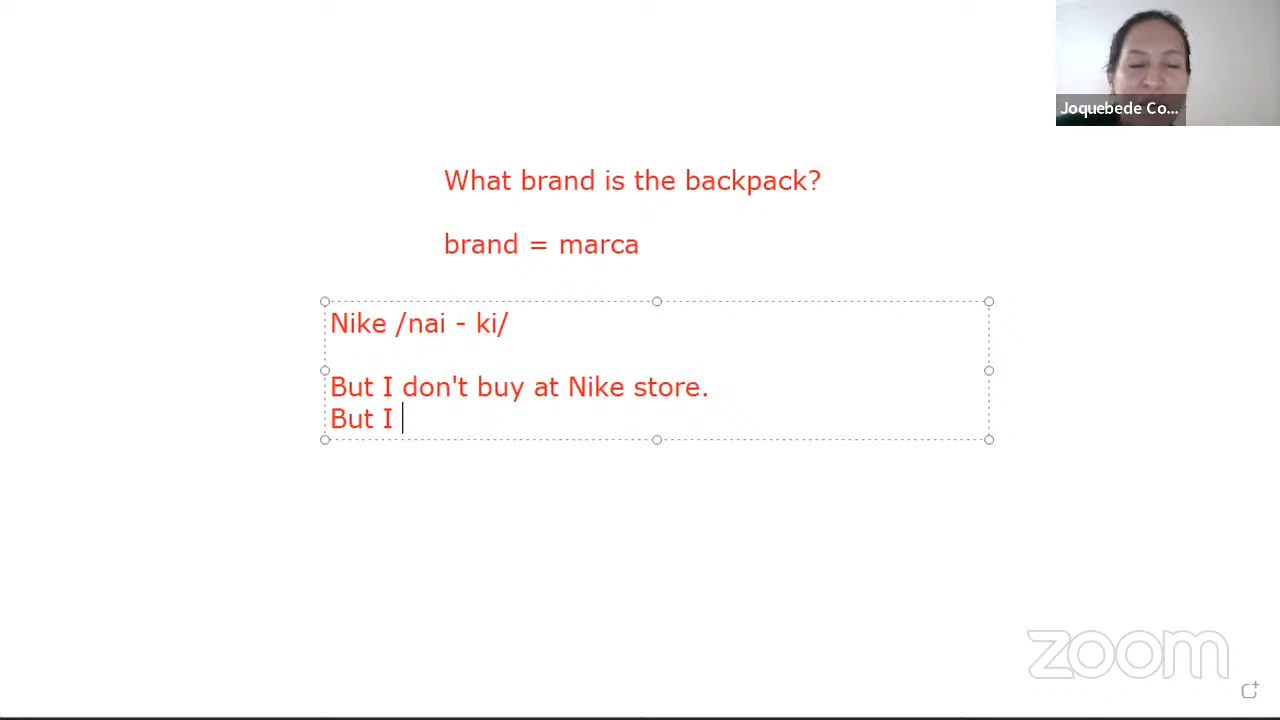 Joquebede Co...
What brand is the backpack?
brand = marca
Nike /nai - ki/
But I don't buy at Nike store.
But I
zoom